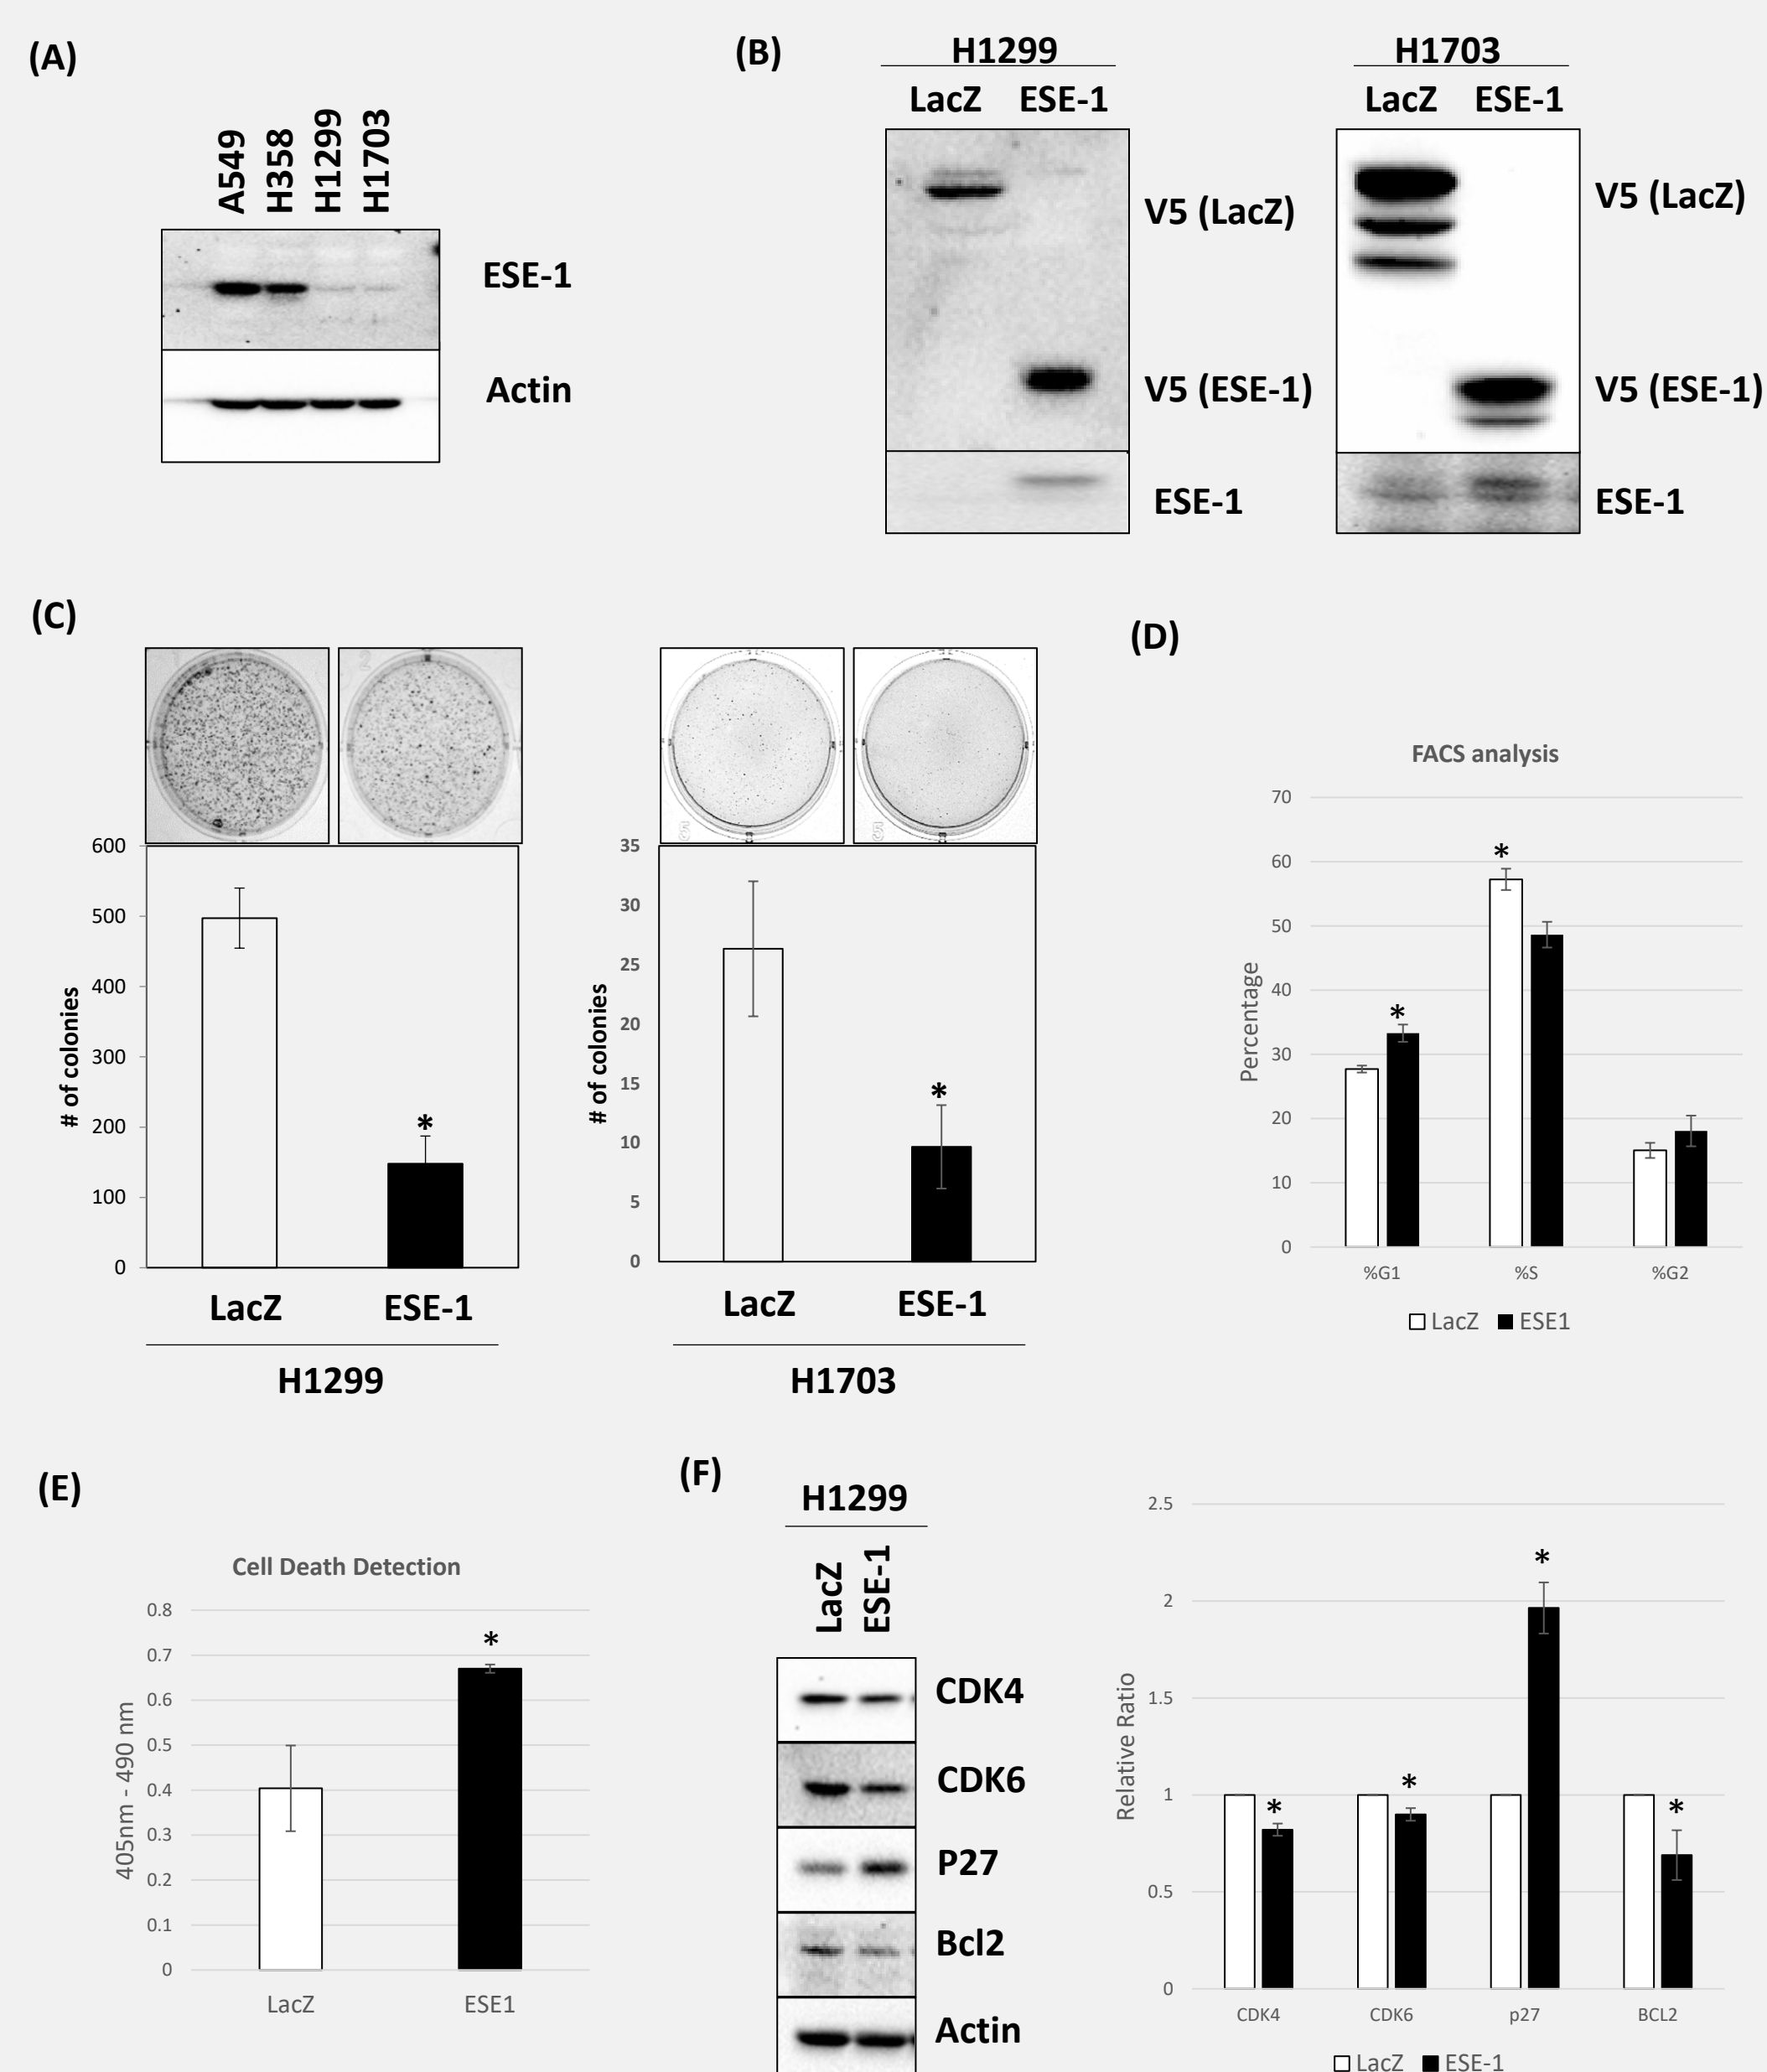 (A)
A549
H358
H1299
H1703
ESE-1
Actin
(B)
H1299
LacZ ESE-1
V5 (LacZ)
V5 (ESE-1)
ESE-1
H1703
LacZ ESE-1
V5 (LacZ)
V5 (ESE-1)
ESE-1
(C)
600
500
400
300
200
100
0
# of colonies
*
LacZ ESE-1
H1299
35
30
25
20
15
10
5
0
# of colonies
*
LacZ ESE-1
H1703
(D)
FACS analysis
70
60
50
40
30
20
10
0
Percentage
*
*
%G1 %S %G2
LacZ ESE1
(E)
Cell Death Detection
0.8
0.7
0.6
0.5
0.4
0.3
0.2
0.1
0
405nm - 490 nm
*
LacZ ESE1
(F)
H1299
LacZ
ESE-1
CDK4
CDK6
P27
Bcl2
Actin
2.5
2
1.5
1
0.5
0
Relative Ratio
*
*
*
*
CDK4 CDK6 p27 BCL2
LacZ ESE-1